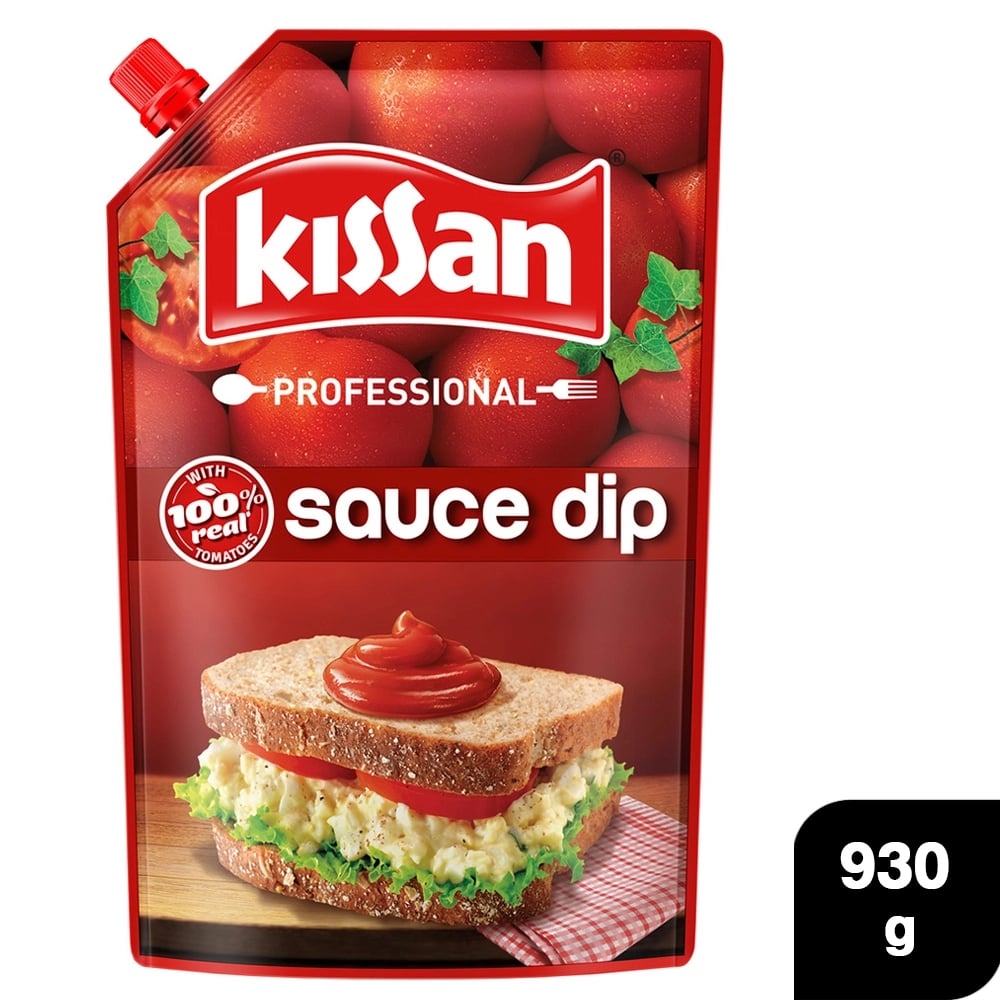 kissan
®
PROFESSIONAL
WITH
100%
real*
TOMATOES
sauce dip
930
g